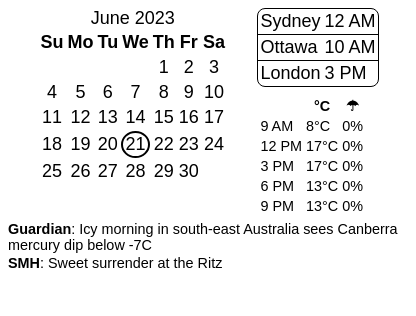 June 2023
Su Mo Tu We Th Fr Sa
1 2 3
4 5 6 7 8 9 10
11 12 13 14 15 16 17
18 19 20 21 22 23 24
25 26 27 28 29 30
Sydney 12 AM
Ottawa 10 AM
London 3 PM
°C ☂
9 AM 8°C 0%
12 PM 17°C 0%
3 PM 17°C 0%
6 PM 13°C 0%
9 PM 13°C 0%
Guardian: Icy morning in south-east Australia sees Canberra
mercury dip below -7C
SMH: Sweet surrender at the Ritz